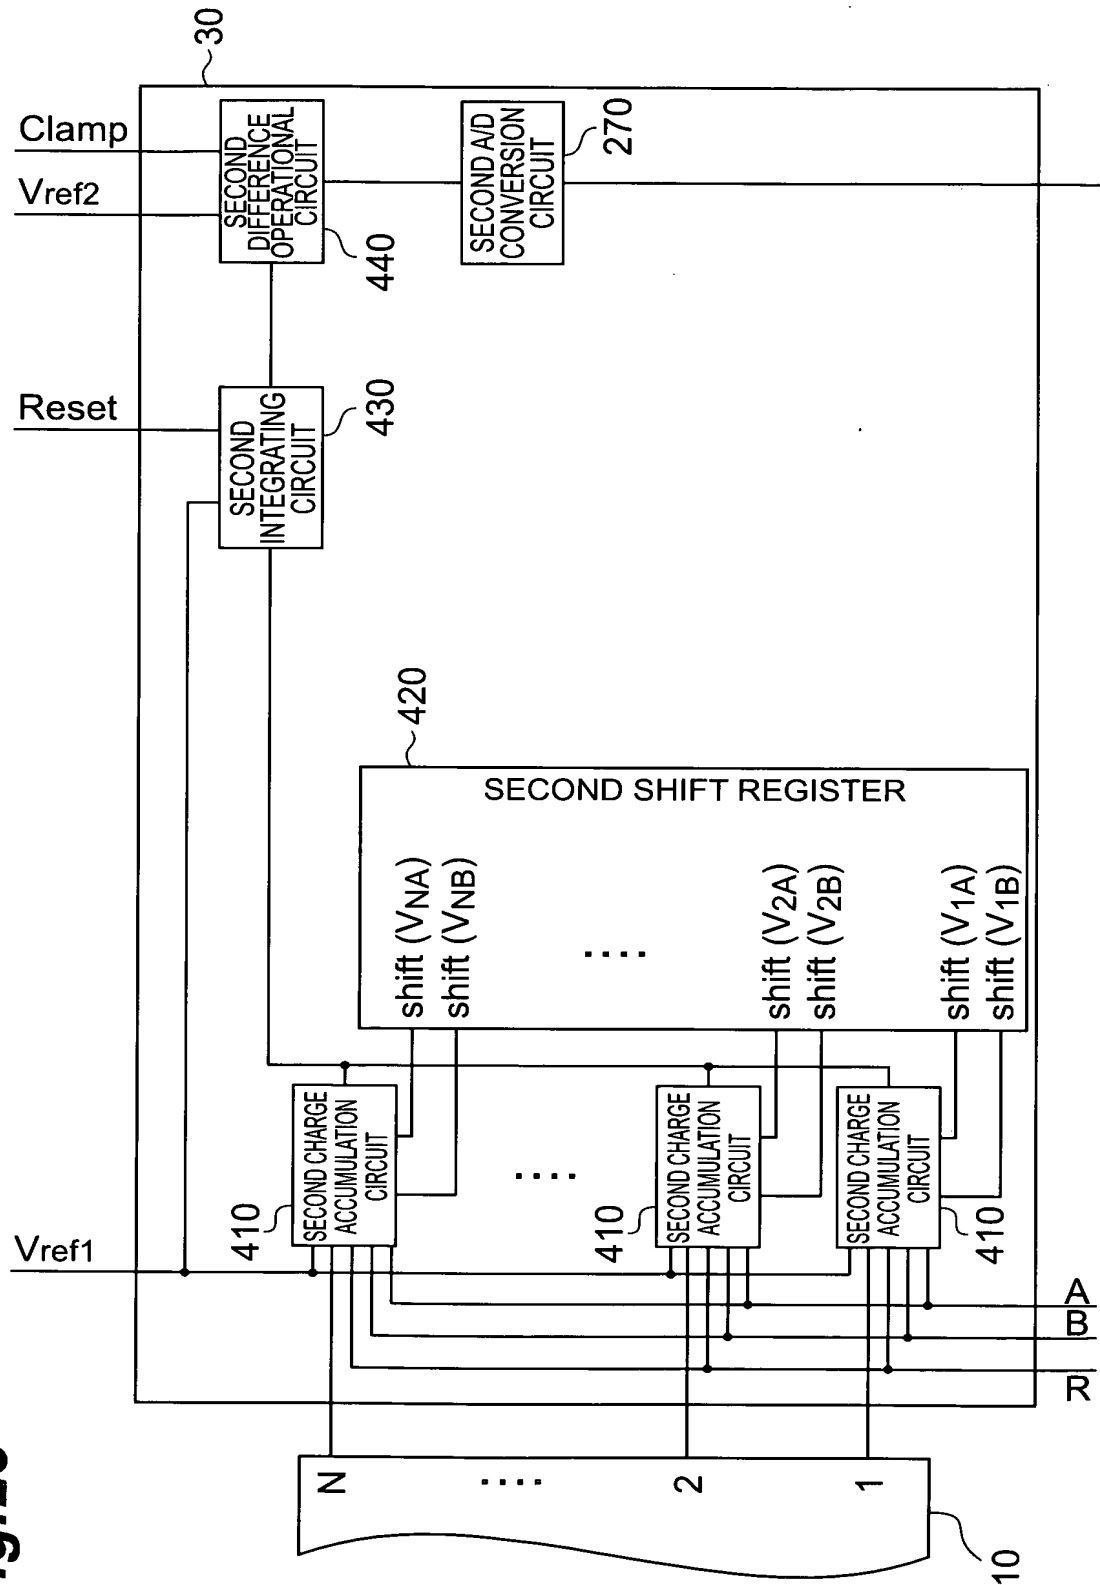 30
Clamp
Vref2
Reset
Vref1
SECOND
DIFFERENCE
OPERATIONAL
CIRCUIT
440
SECOND A/D
CONVERSION
CIRCUIT
270
SECOND
INTEGRATING
CIRCUIT
430
420
SECOND SHIFT REGISTER
shift (VNA)
shift (VNB)
....
shift (V2A)
shift (V2B)
shift (V1A)
shift (V1B)
SECOND CHARGE
ACCUMULATION
CIRCUIT
410
....
SECOND CHARGE
ACCUMULATION
CIRCUIT
410
SECOND CHARGE
ACCUMULATION
CIRCUIT
410
A
B
R
N
....
2
1
10